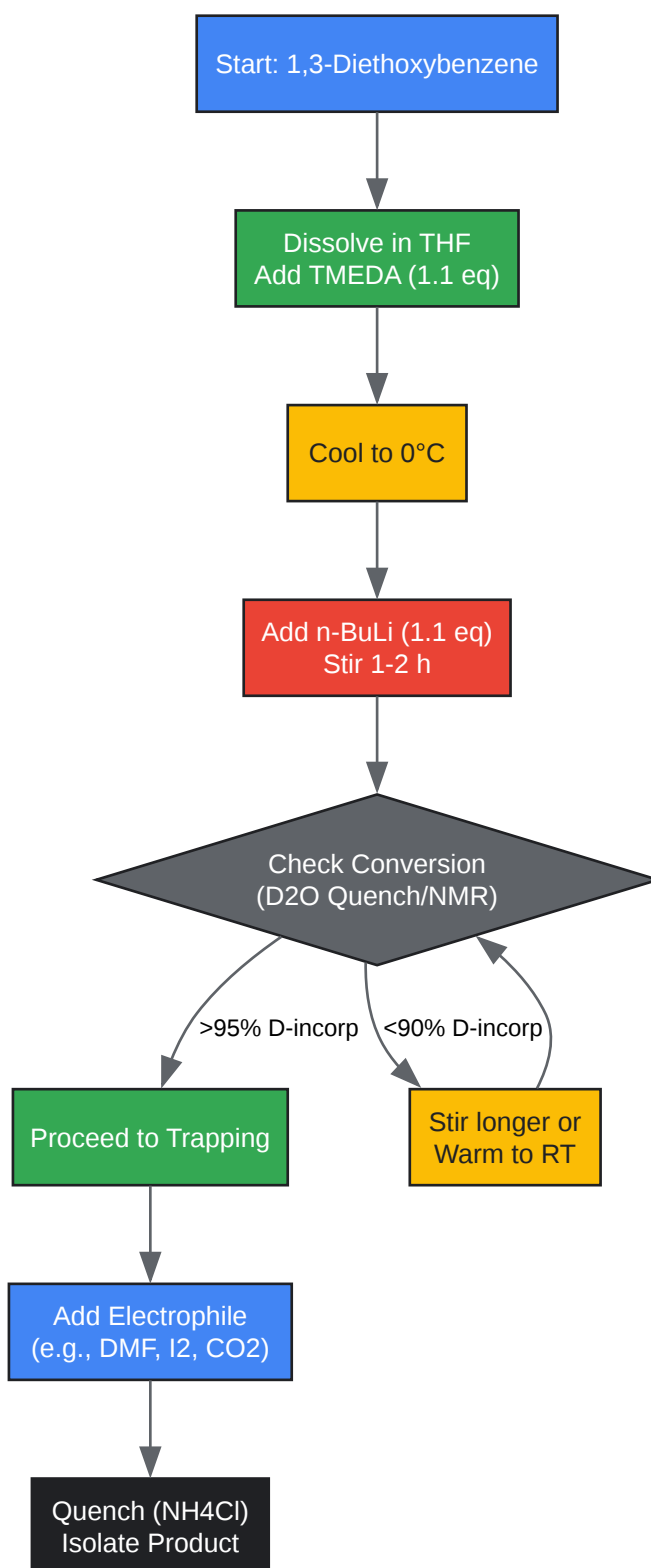 Start: 1,3-Diethoxybenzene
Dissolve in THF
Add TMEDA (1.1 eq)
Cool to 0°C
Add n-BuLi (1.1 eq)
Stir 1-2 h
Check Conversion
(D2O Quench/NMR)
>95% D-incorp
<90% D-incorp
Proceed to Trapping
Stir longer or
Warm to RT
Add Electrophile
(e.g., DMF, I2, CO2)
Quench (NH4Cl)
Isolate Product